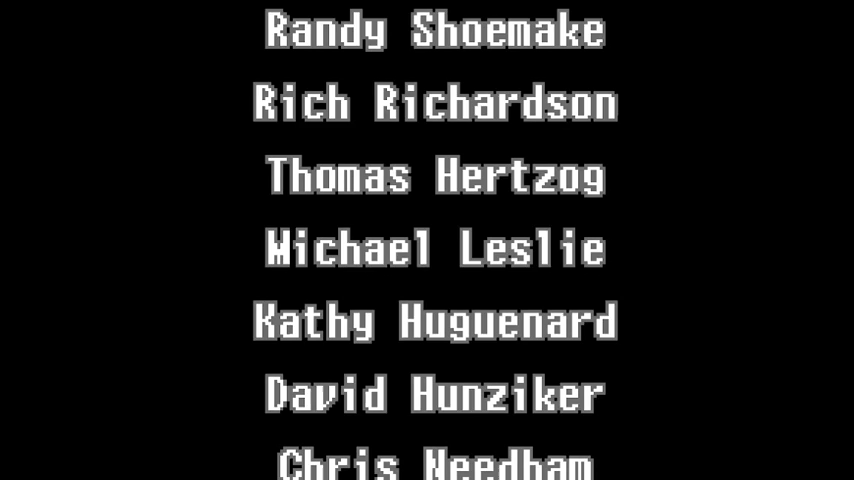 Randy Shoemake
Rich Richardson
Thomas Hertzog
Michael Leslie
Kathy Huguenard
David Hunziker
Chris Needham